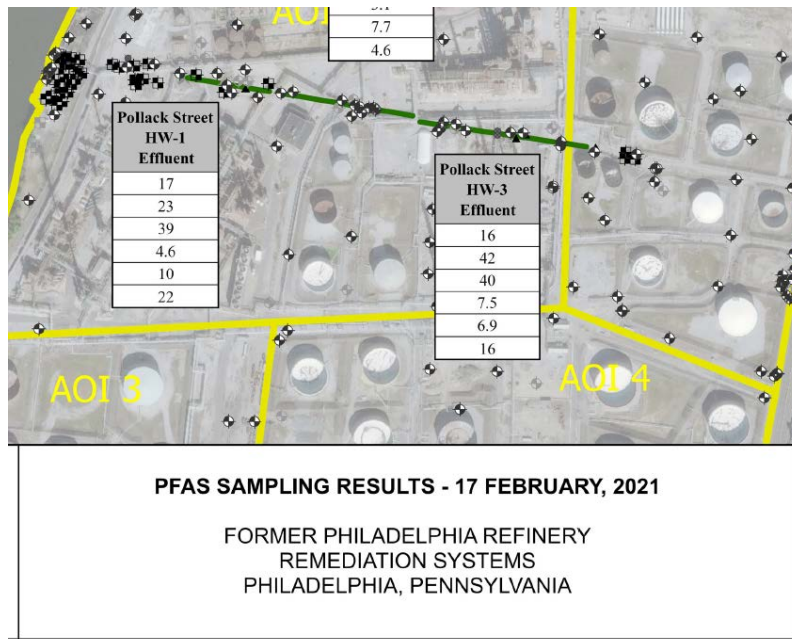 AOI
7.7
4.6
Pollack Street
HW-1
Effluent
17
23
39
4.6
10
22
Pollack Street
HW-3
Effluent
16
42
40
7.5
6.9
16
AOI 3
AOI 4
PFAS SAMPLING RESULTS - 17 FEBRUARY, 2021
FORMER PHILADELPHIA REFINERY
REMEDIATION SYSTEMS
PHILADELPHIA, PENNSYLVANIA